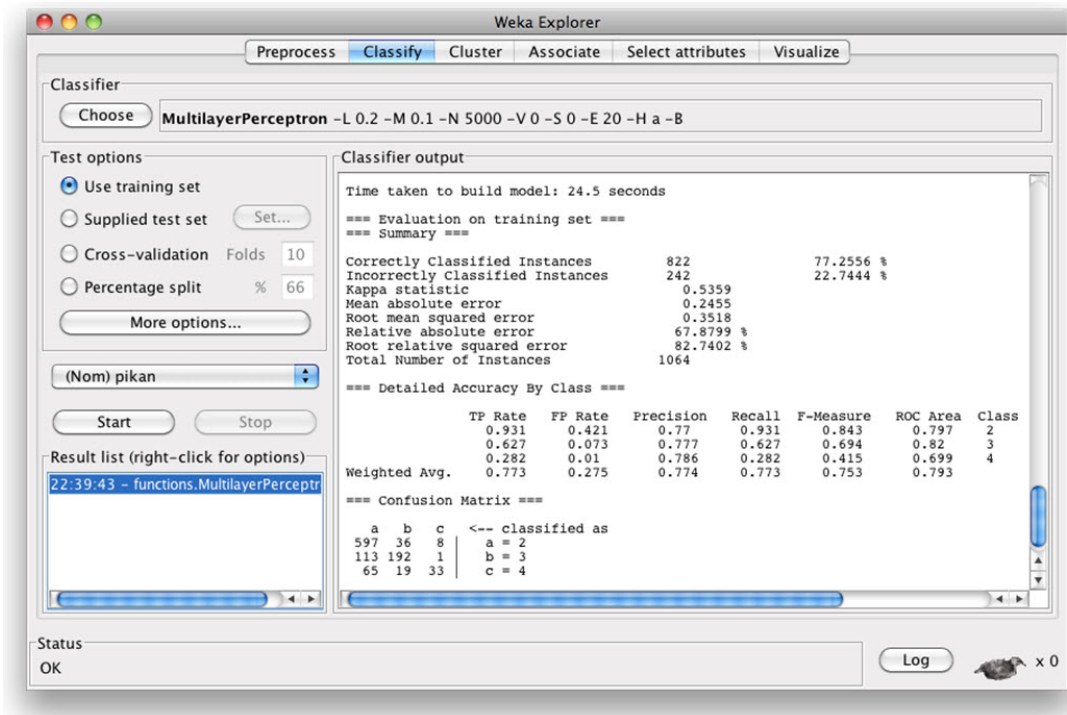 Weka Explorer
Preprocess Classify Cluster Associate Select attributes Visualize
Classifier
Choose MultilayerPerceptron -L 0.2 -M 0.1 -N 5000 -V 0 -S 0 -E 20 -H a -B
Test options
Use training set
Supplied test set Set...
Cross-validation Folds 10
Percentage split % 66
More options...
(Nom) pikan
Start Stop
Result list (right-click for options)
22:39:43 - functions.MultilayerPerceptr
Classifier output
Time taken to build model: 24.5 seconds
=== Evaluation on training set ===
=== Summary ===
Correctly Classified Instances 822 77.2556 %
Incorrectly Classified Instances 242 22.7444 %
Kappa statistic 0.5359
Mean absolute error 0.2455
Root mean squared error 0.3518
Relative absolute error 67.8799 %
Root relative squared error 82.7402 %
Total Number of Instances 1064
=== Detailed Accuracy By Class ===
TP Rate FP Rate Precision Recall F-Measure ROC Area Class
0.931 0.421 0.77 0.931 0.843 0.797 2
0.627 0.073 0.777 0.627 0.694 0.82 3
0.282 0.01 0.786 0.282 0.415 0.699 4
Weighted Avg. 0.773 0.275 0.774 0.773 0.753 0.793
=== Confusion Matrix ===
a b c <-- classified as
597 36 8 | a = 2
113 192 1 | b = 3
65 19 33 | c = 4
Status
OK
Log
x 0